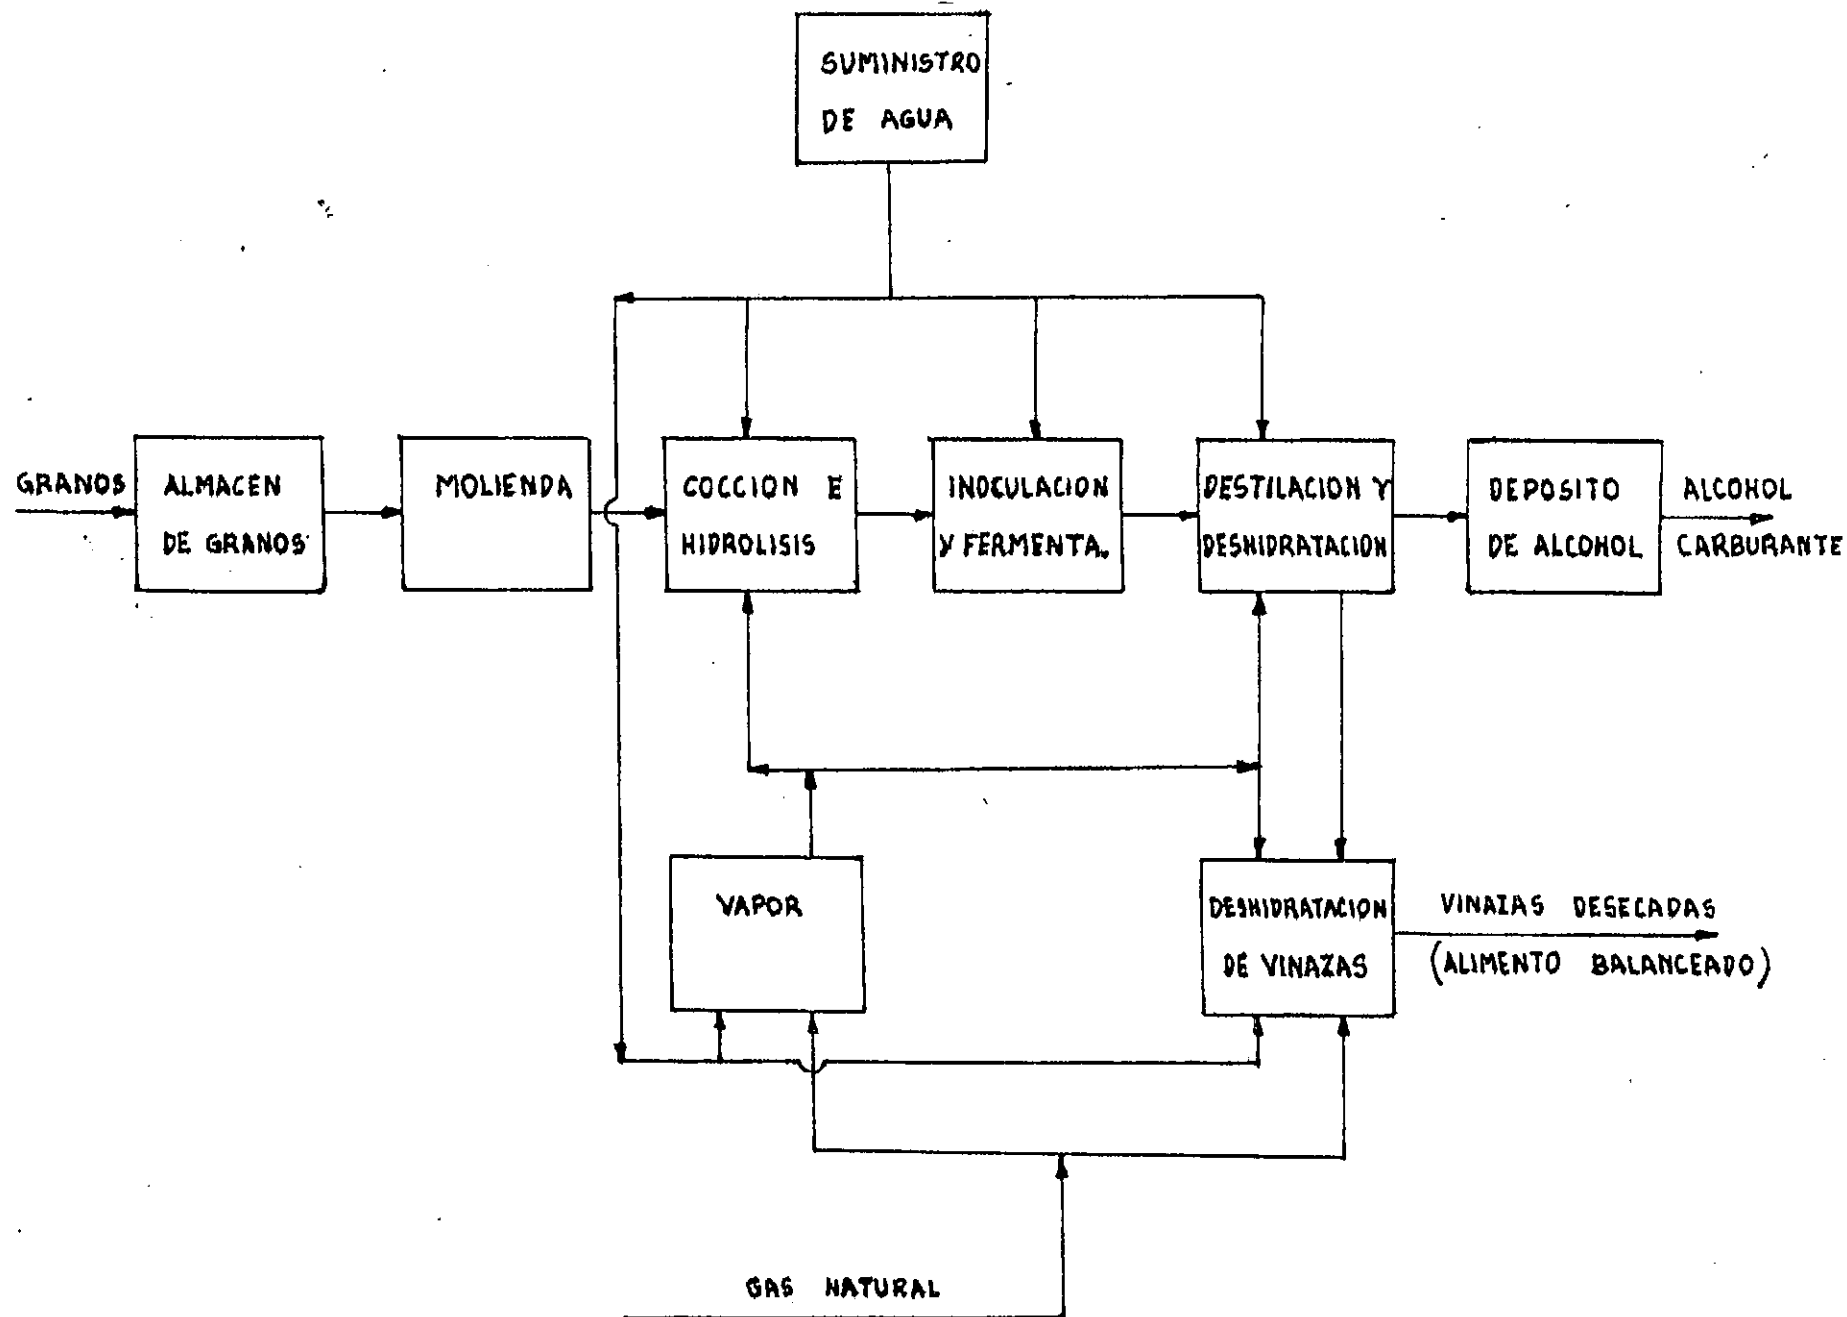 SUMINISTRO
DE AGUA
GRANOS
ALMACEN
DE GRANOS
MOLIENDA
COCCION E
HIDROLISIS
INOCULACION
Y FERMENTA.
DESTILACION Y
DESHIDRATACION
DEPOSITO
DE ALCOHOL
ALCOHOL
CARBURANTE
VAPOR
DESHIDRATACION
DE VINAZAS
VINAZAS DESECADAS
(ALIMENTO BALANCEADO)
GAS NATURAL